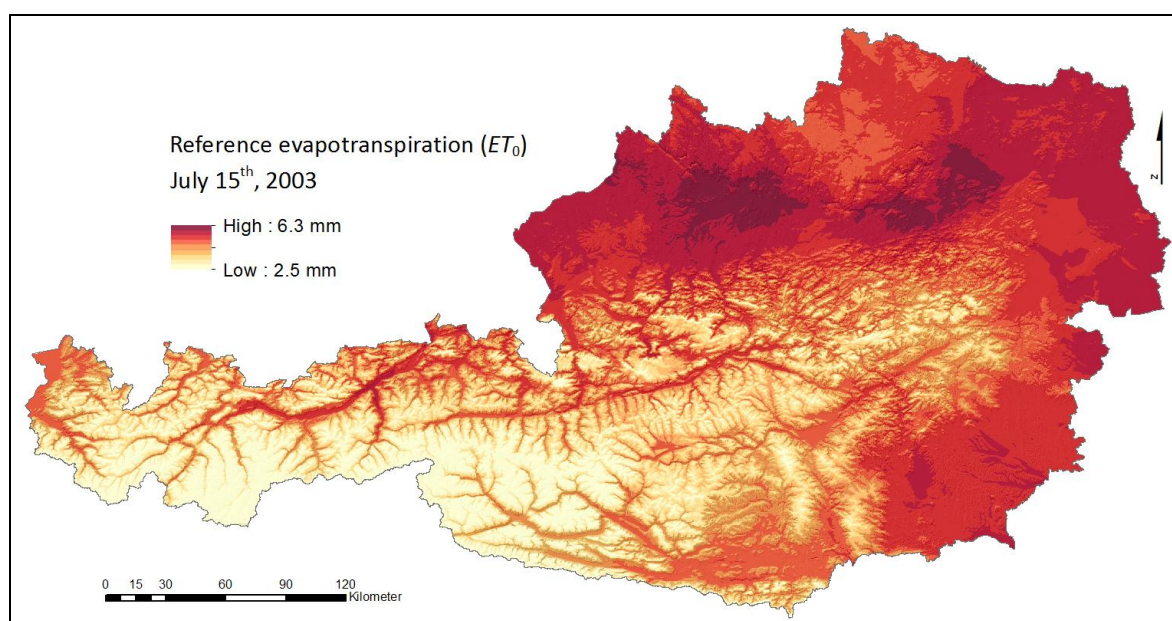 Reference evapotranspiration (ET₀)
July 15th, 2003
High : 6.3 mm
Low : 2.5 mm
N
0 15 30 60 90 120
Kilometer